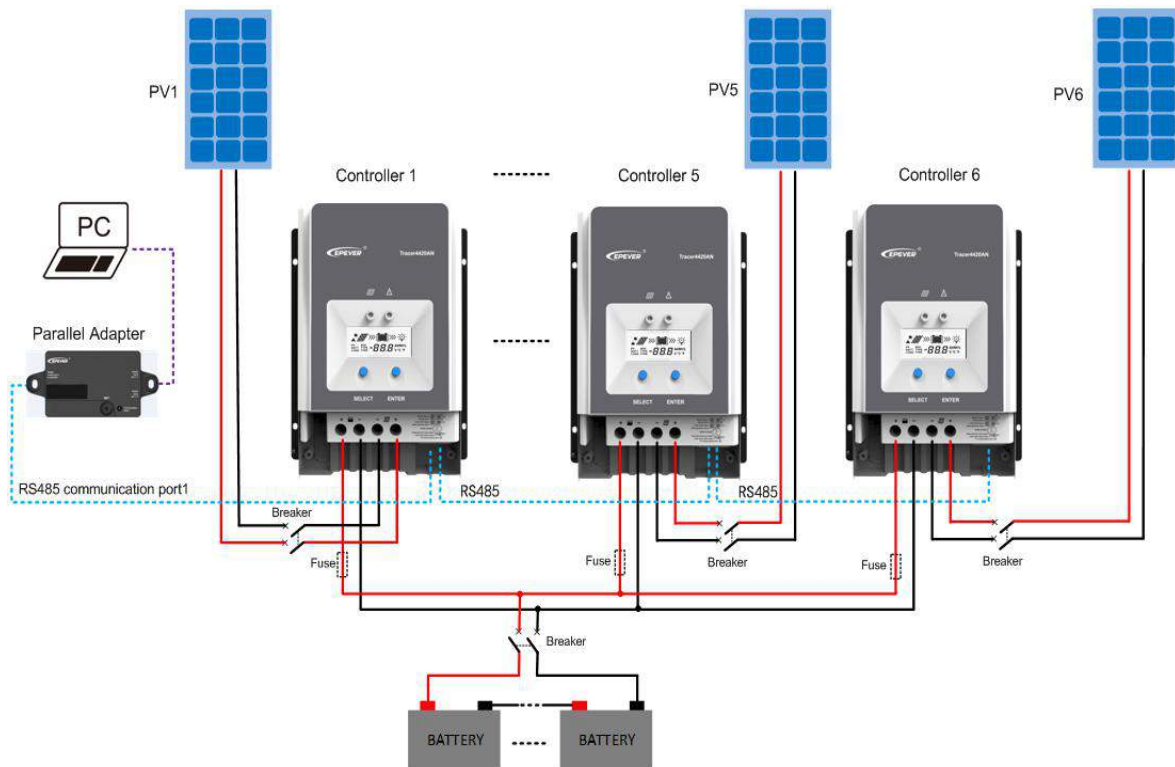 PV1
PV5
PV6
Controller 1
Controller 5
Controller 6
PC
Parallel Adapter
EPEVER
EPEVER
Tracer4420AN
EPEVER
Tracer4420AN
EPEVER
Tracer4420AN
SELECT ENTER
SELECT ENTER
SELECT ENTER
RS485 communication port1
RS485
RS485
Breaker
Fuse
Fuse
Breaker
Fuse
Breaker
Breaker
BATTERY
BATTERY